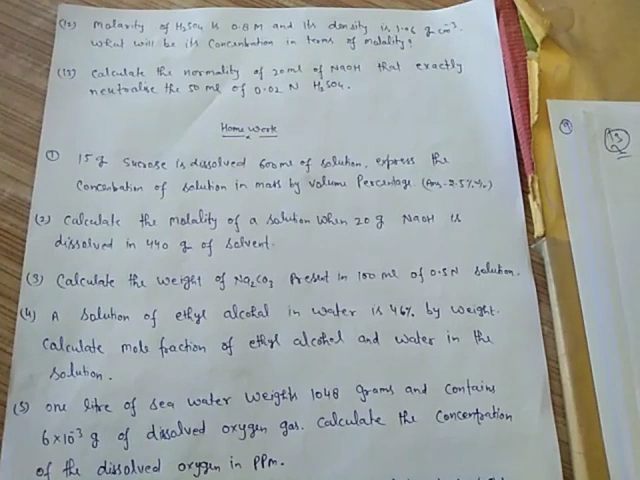 (12) Molarity of H₂SO₄ is 0.8 M and its density is 1.06 g cm⁻³.
What will be its Concentration in terms of molality?
(13) Calculate the normality of 20 ml of NaOH that exactly
neutralise the 50 ml of 0.02 N H₂SO₄.
Home work
① 15 g Sucrose is dissolved 600 ml of solution, express the
Concentration of solution in mass by volume Percentage. (Ans - 2.5% w/v)
(2) Calculate the molality of a solution when 20 g NaOH is
dissolved in 440 gm of solvent.
(3) Calculate the weight of Na₂CO₃ Present in 100 ml of 0.5 N solution.
(4) A solution of ethyl alcohol in water is 46% by weight.
Calculate mole fraction of ethyl alcohol and water in the
Solution.
(5) one litre of sea water weights 1048 grams and contains
6×10⁻³ g of dissolved oxygen gas. Calculate the Concentration
of the dissolved oxygen in PPm.